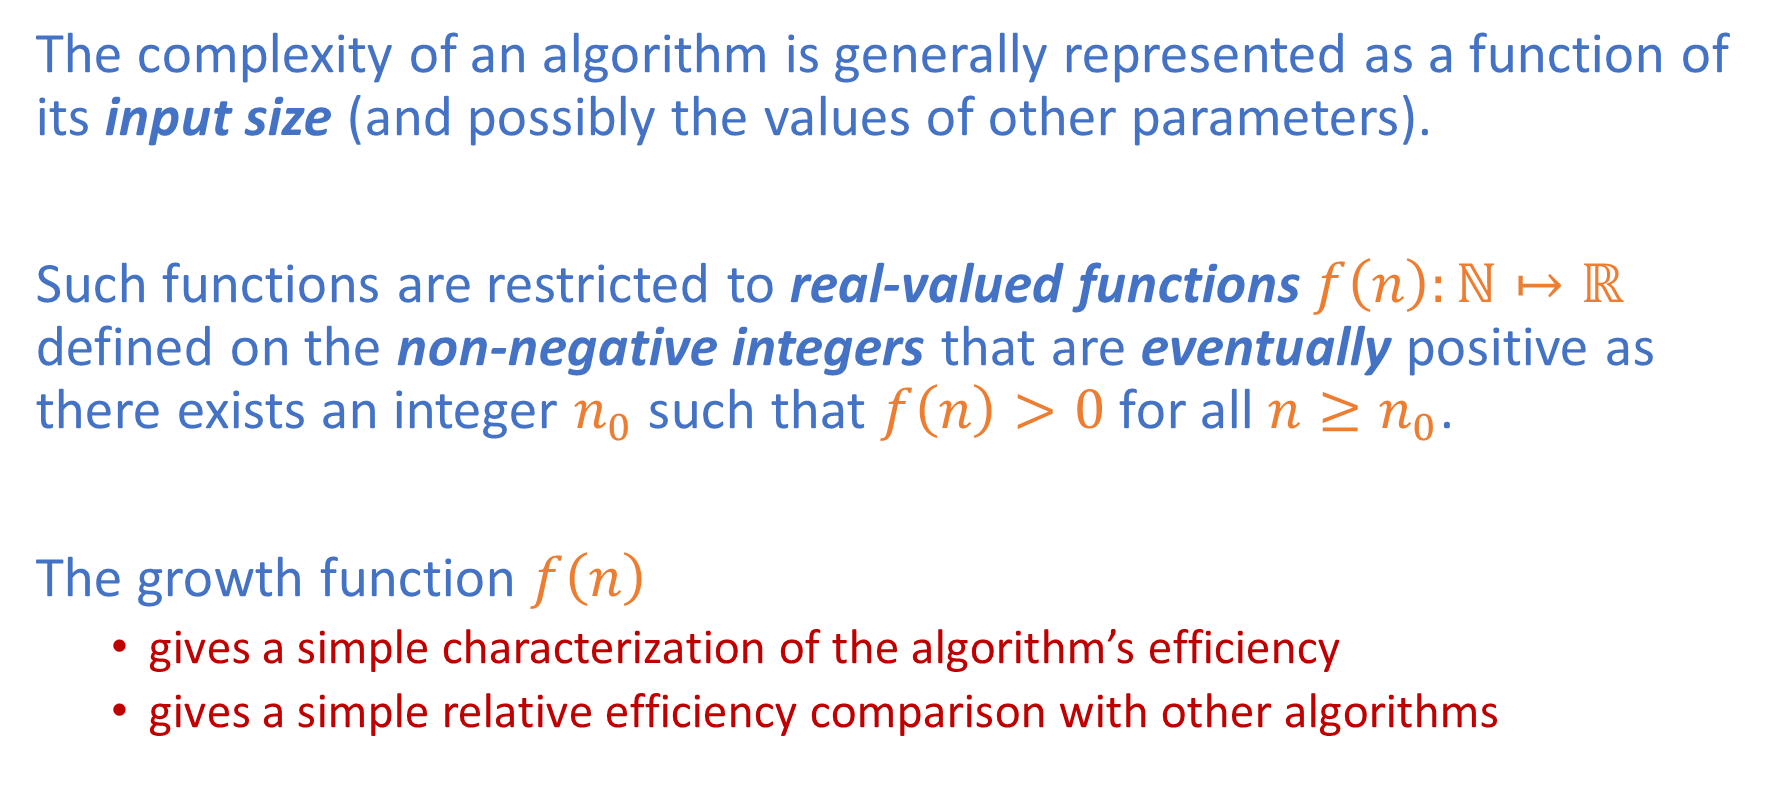 The complexity of an algorithm is generally represented as a function of
its input size (and possibly the values of other parameters).
Such functions are restricted to real-valued functions f(n): ℕ ↦ ℝ
defined on the non-negative integers that are eventually positive as
there exists an integer n₀ such that f(n) > 0 for all n ≥ n₀.
The growth function f(n)
• gives a simple characterization of the algorithm’s efficiency
• gives a simple relative efficiency comparison with other algorithms